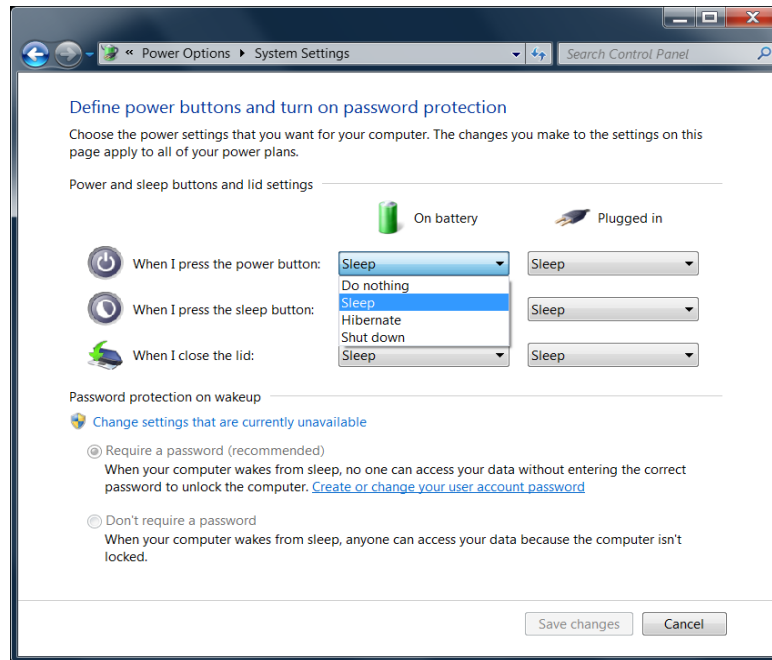 « Power Options ▸ System Settings
Search Control Panel
Define power buttons and turn on password protection
Choose the power settings that you want for your computer. The changes you make to the settings on this
page apply to all of your power plans.
Power and sleep buttons and lid settings
On battery
Plugged in
When I press the power button:
Sleep
Sleep
Do nothing
Sleep
Hibernate
Shut down
When I press the sleep button:
Sleep
When I close the lid:
Sleep
Sleep
Password protection on wakeup
Change settings that are currently unavailable
Require a password (recommended)
When your computer wakes from sleep, no one can access your data without entering the correct
password to unlock the computer. Create or change your user account password
Don't require a password
When your computer wakes from sleep, anyone can access your data because the computer isn't
locked.
Save changes
Cancel